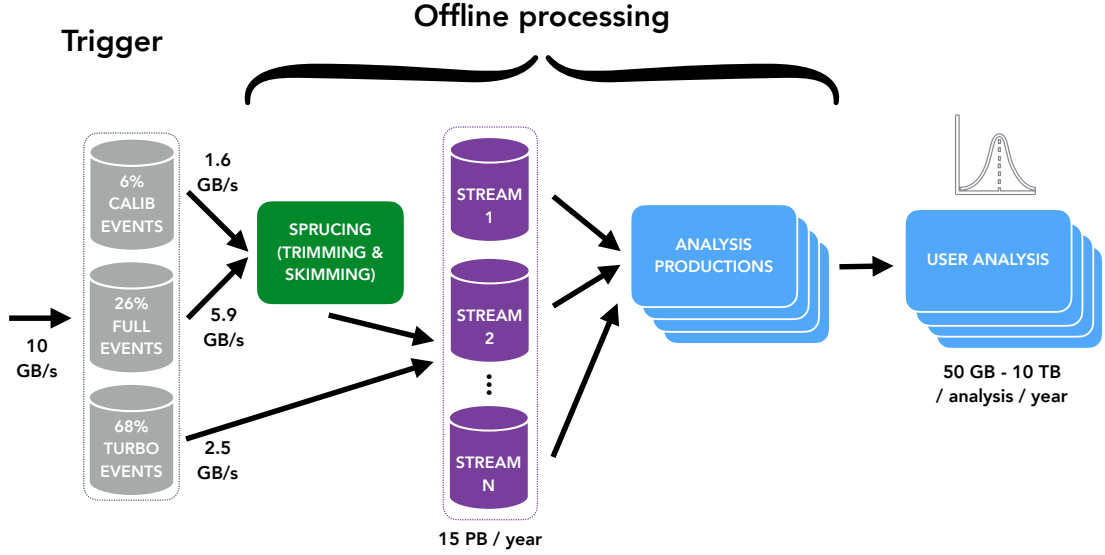 Offline processing
Trigger
10
GB/s
6%
CALIB
EVENTS
26%
FULL
EVENTS
68%
TURBO
EVENTS
1.6
GB/s
5.9
GB/s
2.5
GB/s
SPRUCING
(TRIMMING &
SKIMMING)
STREAM
1
STREAM
2
STREAM
N
15 PB / year
ANALYSIS
PRODUCTIONS
USER ANALYSIS
50 GB - 10 TB
/ analysis / year